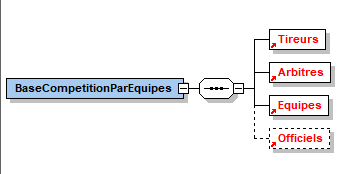 Tireurs
Arbitres
BaseCompetitionParEquipes
Equipes
Officiels